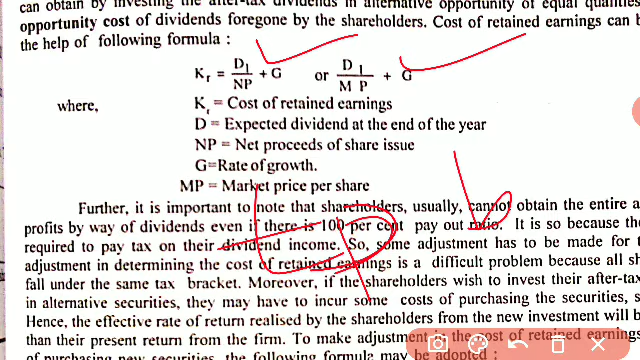 can obtain by investing the after-tax dividends in alternative opportunity of equal qualities
opportunity cost of dividends foregone by the shareholders. Cost of retained earnings can b
the help of following formula :
Kr = D1/NP + G or D1/M P + G
where,
Kr = Cost of retained earnings
D = Expected dividend at the end of the year
NP = Net proceeds of share issue
G=Rate of growth.
MP = Market price per share
Further, it is important to note that shareholders, usually, cannot obtain the entire a
profits by way of dividends even if there is 100 per cent pay out ratio. It is so because the
required to pay tax on their dividend income. So, some adjustment has to be made for t
adjustment in determining the cost of retained earnings is a difficult problem because all sh
fall under the same tax bracket. Moreover, if the shareholders wish to invest their after-tax
in alternative securities, they may have to incur some costs of purchasing the securities, s
Hence, the effective rate of return realised by the shareholders from the new investment will b
than their present return from the firm. To make adjustment in the cost of retained earnings
of purchasing new securities, the following formula may be adopted :